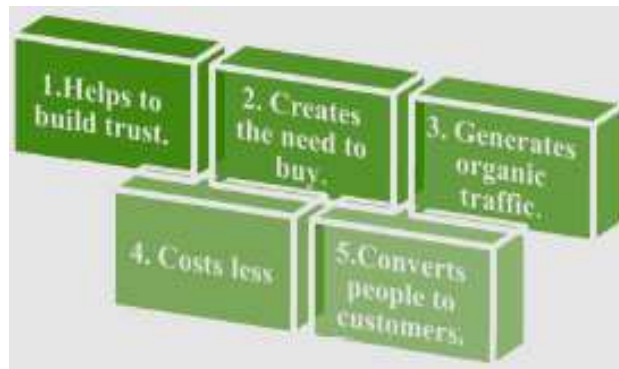 1.Helps to
build trust.
2. Creates
the need to
buy.
3. Generates
organic
traffic.
4. Costs less
5.Converts
people to
customers.